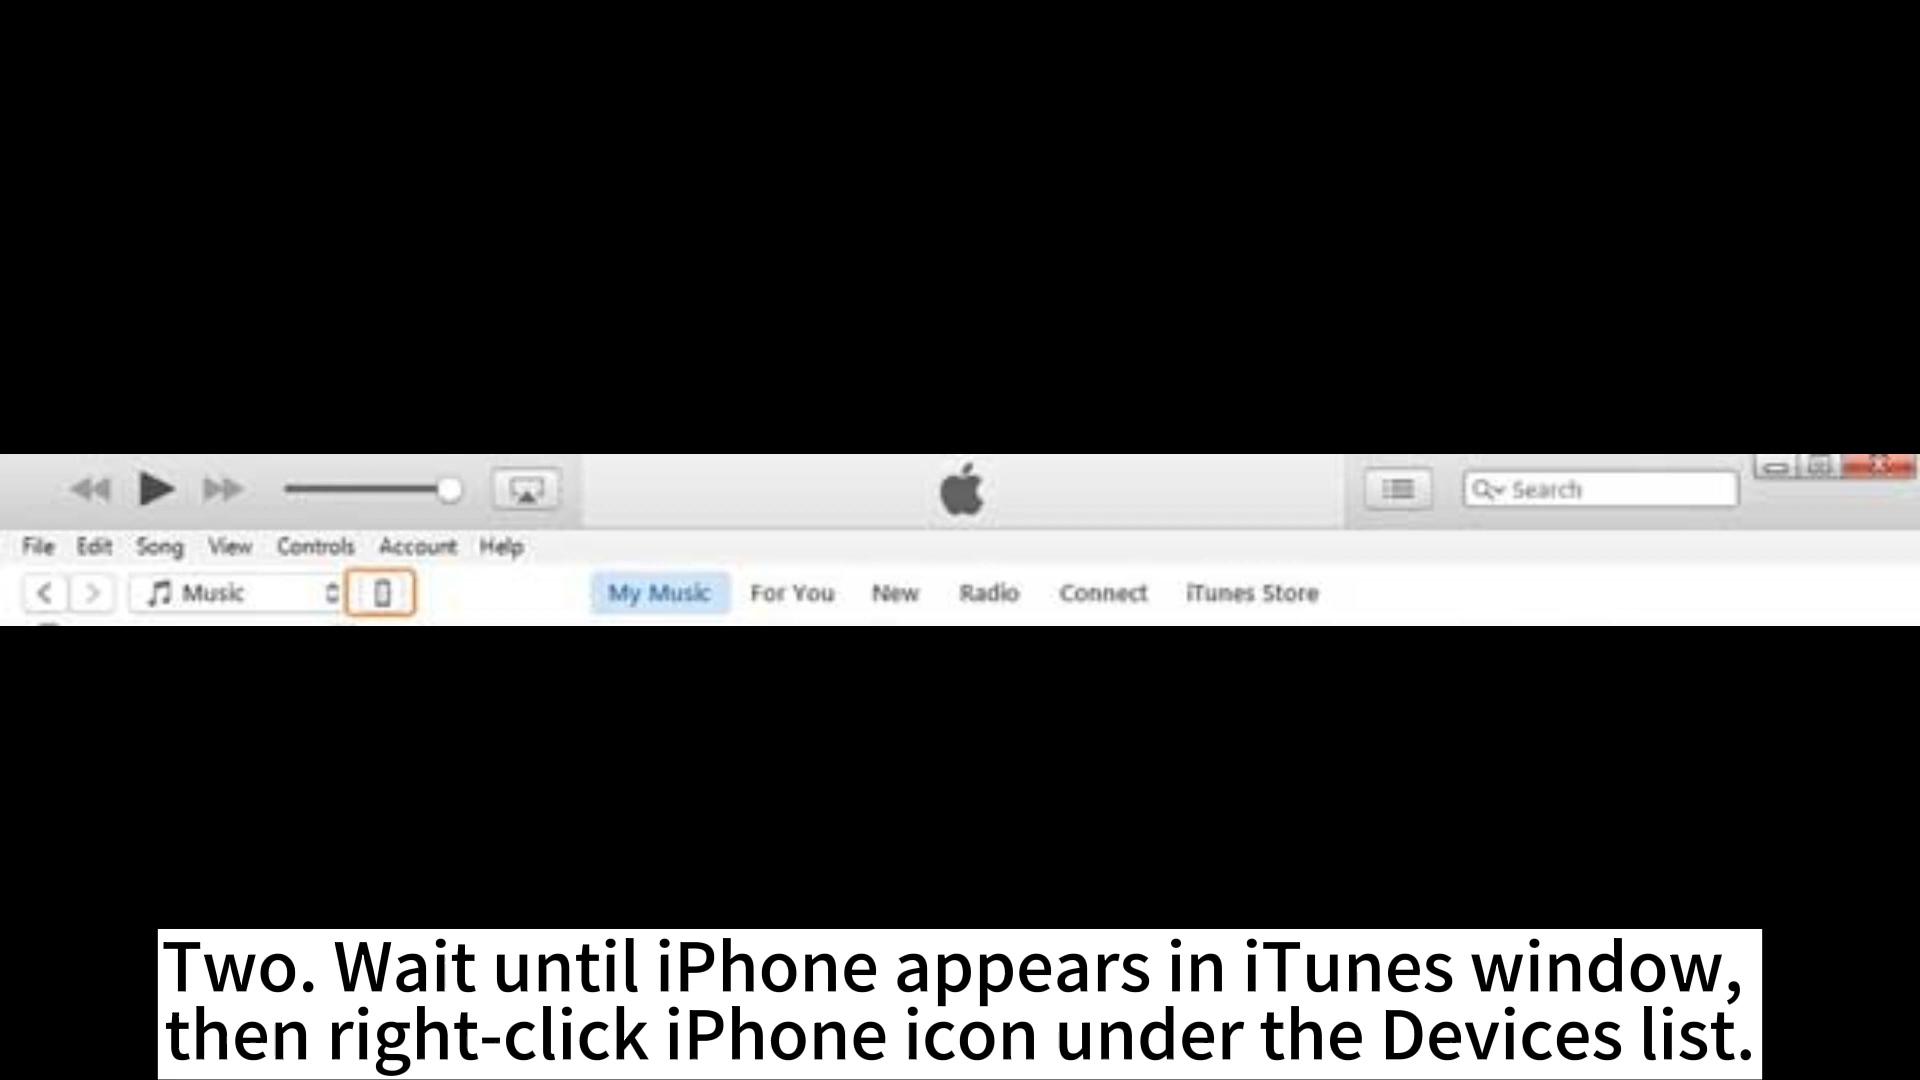 Search
File Edit Song View Controls Account Help
Music My Music For You New Radio Connect iTunes Store
Two. Wait until iPhone appears in iTunes window,
then right-click iPhone icon under the Devices list.